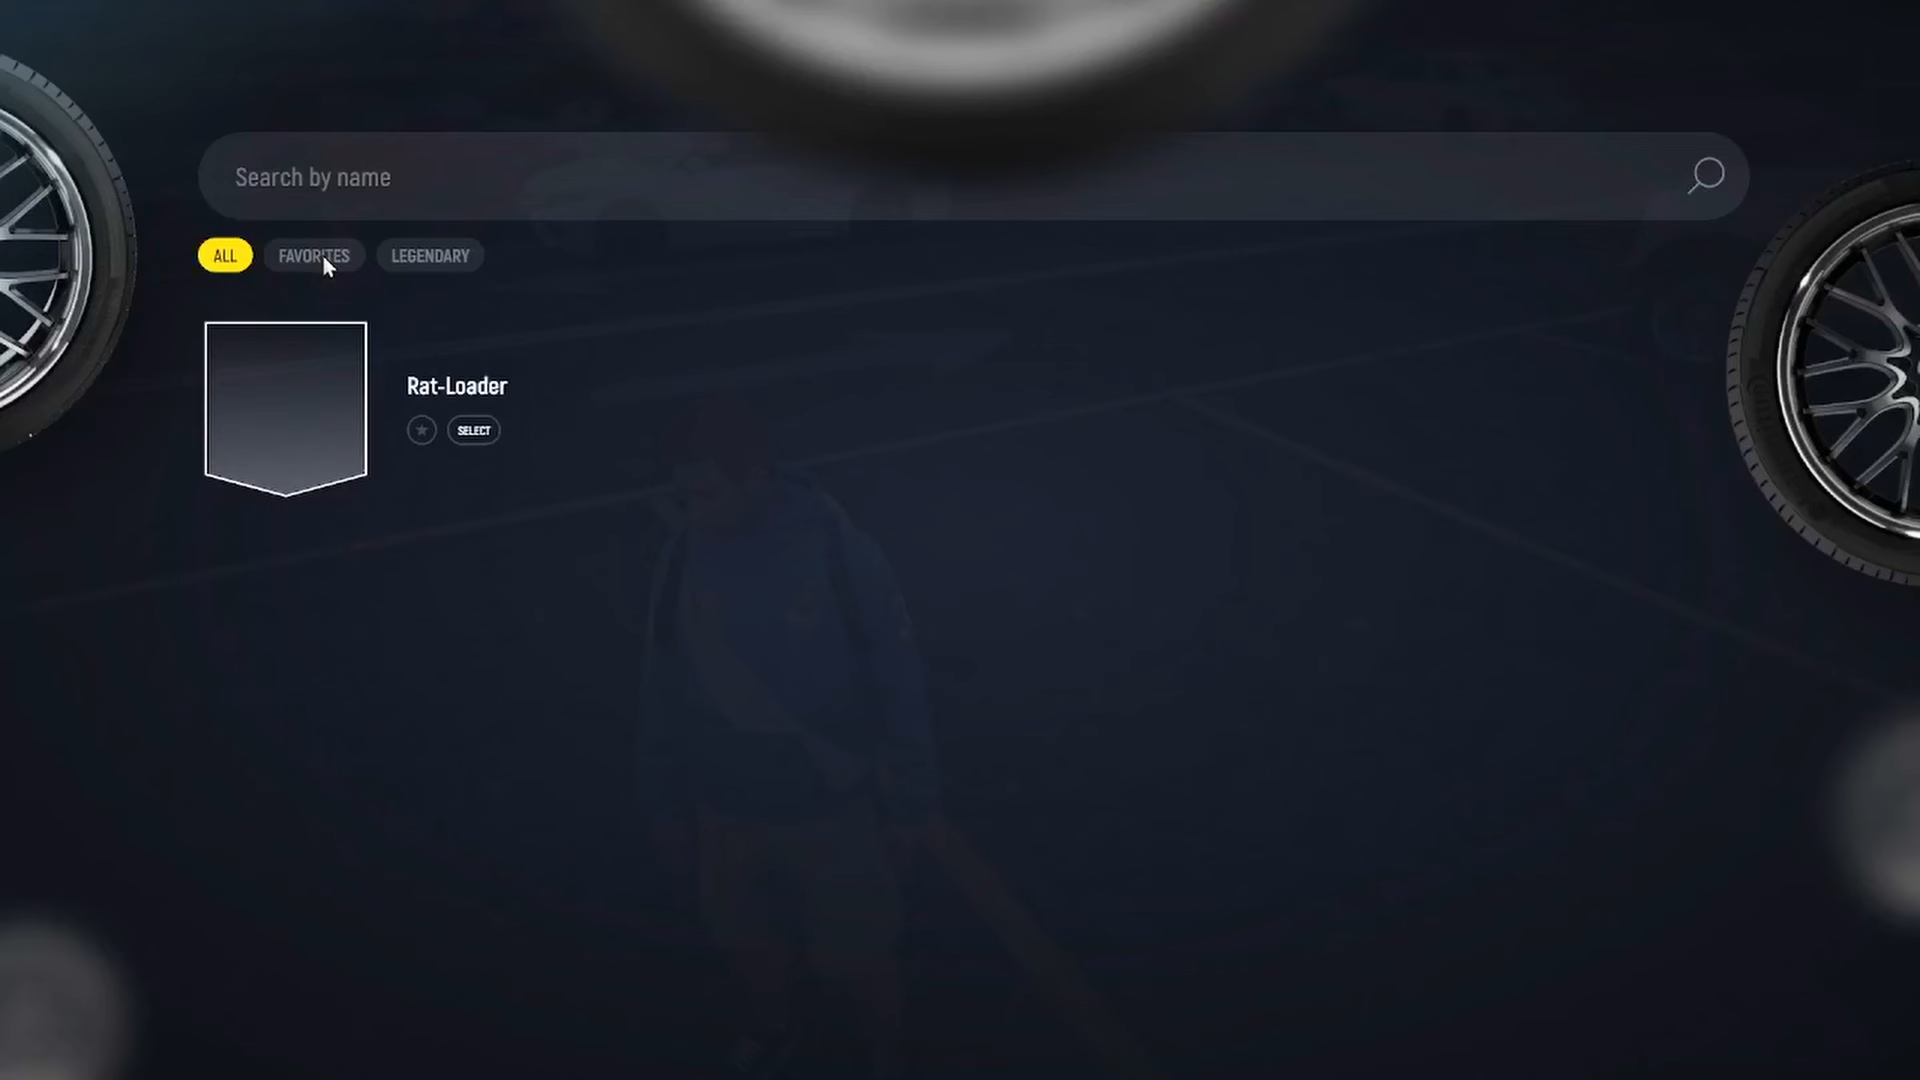 Search by name
ALL
FAVORITES
LEGENDARY
Rat-Loader
SELECT